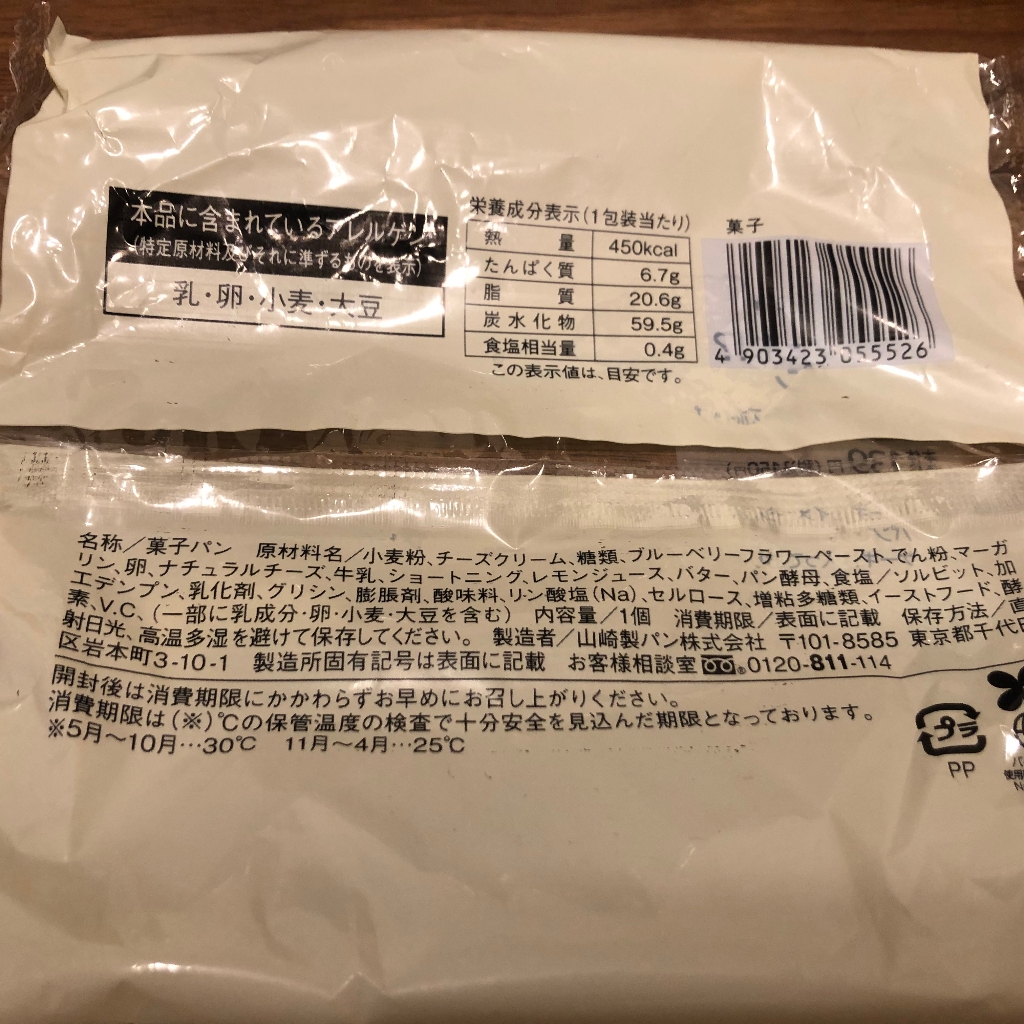 本品に含まれているアレルゲン
(特定原材料及びそれに準ずるものを表示)
乳・卵・小麦・大豆
栄養成分表示(1包装当たり)
熱量 450kcal
たんぱく質 6.7g
脂質 20.6g
炭水化物 59.5g
食塩相当量 0.4g
この表示値は、目安です。
菓子
4 903423 055526
名称/菓子パン 原材料名/小麦粉、チーズクリーム、糖類、ブルーベリーフラワーペースト、でん粉、マーガ
リン、卵、ナチュラルチーズ、牛乳、ショートニング、レモンジュース、バター、パン酵母、食塩/ソルビット、加
工デンプン、乳化剤、グリシン、膨脹剤、酸味料、リン酸塩(Na)、セルロース、増粘多糖類、イーストフード、酵
素、V.C、(一部に乳成分・卵・小麦・大豆を含む) 内容量/1個 消費期限/表面に記載 保存方法/直
射日光、高温多湿を避けて保存してください。 製造者/山崎製パン株式会社 〒101-8585 東京都千代田
区岩本町3-10-1 製造所固有記号は表面に記載 お客様相談室 0120-811-114
開封後は消費期限にかかわらずお早めにお召し上がりください。
消費期限は(※)℃の保管温度の検査で十分安全を見込んだ期限となっております。
※5月〜10月…30℃ 11月〜4月…25℃
プラ
PP